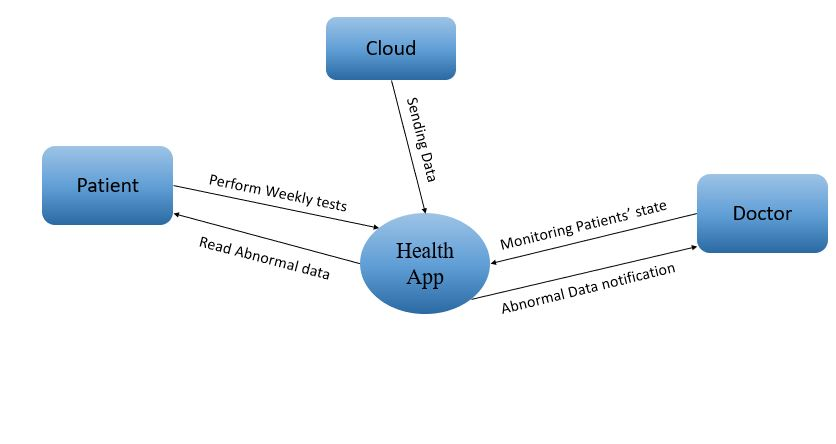 Cloud
Sending Data
Patient
Perform Weekly tests
Read Abnormal data
Health
App
Monitoring Patients’ state
Abnormal Data notification
Doctor